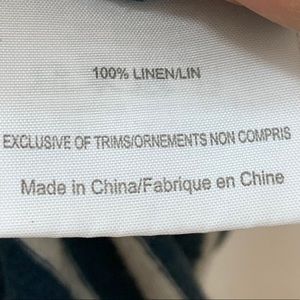 100% LINEN/LIN
EXCLUSIVE OF TRIMS/ORNEMENTS NON COMPRIS
Made in China/Fabrique en Chine